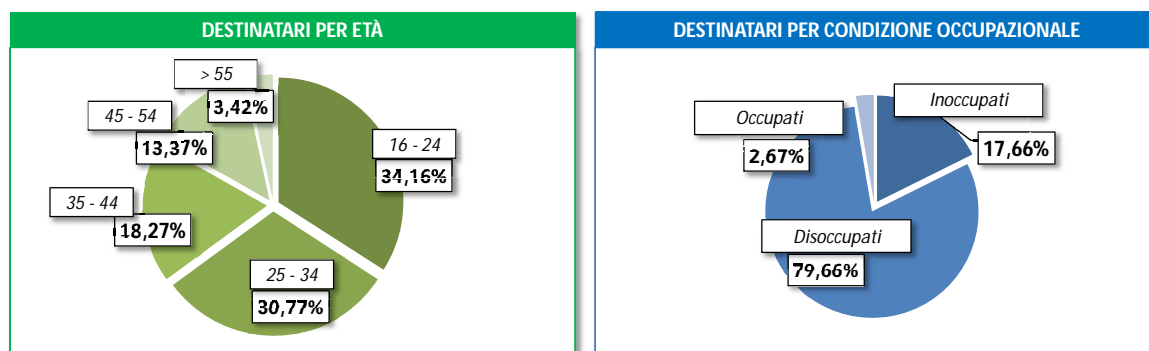 DESTINATARI PER ETÀ
> 55
3,42%
45 - 54
13,37%
16 - 24
34,16%
35 - 44
18,27%
25 - 34
30,77%
DESTINATARI PER CONDIZIONE OCCUPAZIONALE
Inoccupati
17,66%
Occupati
2,67%
Disoccupati
79,66%